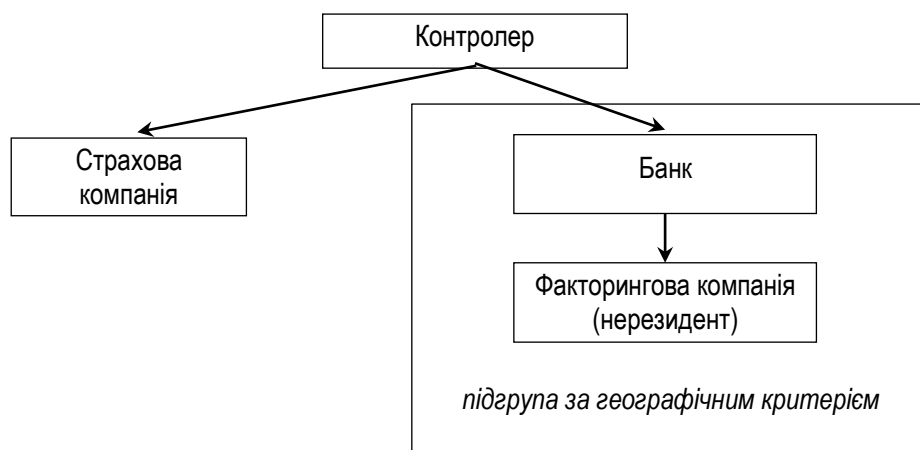 Контролер
Страхова
компанія
Банк
Факторингова компанія
(нерезидент)
підгрупа за географічним критерієм